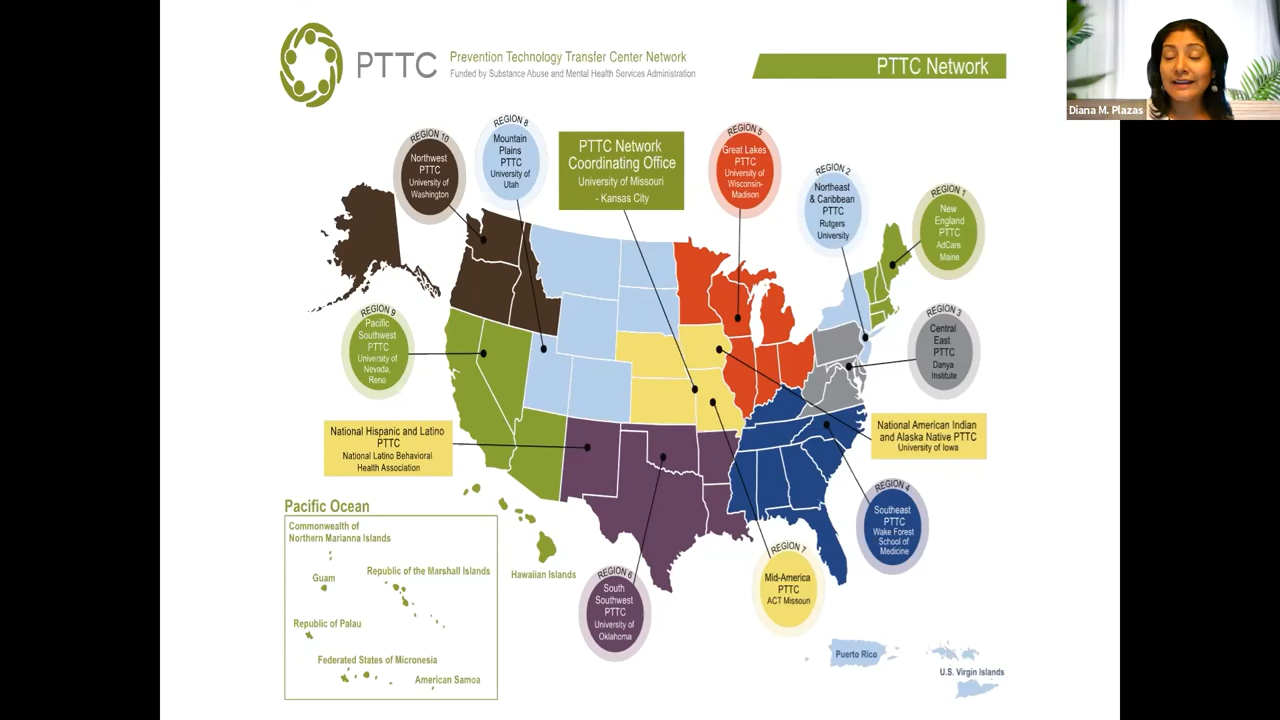 PTTC
Prevention Technology Transfer Center Network
Funded by Substance Abuse and Mental Health Services Administration
PTTC Network
Diana M. Plazas
REGION 10
Northwest
PTTC
University of
Washington
REGION 8
Mountain
Plains
PTTC
University of
Utah
PTTC Network
Coordinating Office
University of Missouri
- Kansas City
REGION 5
Great Lakes
PTTC
University of
Wisconsin-
Madison
REGION 2
Northeast
& Caribbean
PTTC
Rutgers
University
REGION 1
New
England
PTTC
AdCare
Maine
REGION 9
Pacific
Southwest
PTTC
University of
Nevada,
Reno
REGION 3
Central
East
PTTC
Danya
Institute
National Hispanic and Latino
PTTC
National Latino Behavioral
Health Association
National American Indian
and Alaska Native PTTC
University of Iowa
REGION 4
Southeast
PTTC
Wake Forest
School of
Medicine
REGION 7
Mid-America
PTTC
ACT Missouri
REGION 6
South
Southwest
PTTC
University of
Oklahoma
Hawaiian Islands
Pacific Ocean
Commonwealth of
Northern Marianna Islands
Guam
Republic of the Marshall Islands
Republic of Palau
Federated States of Micronesia
American Samoa
Puerto Rico
U.S. Virgin Islands